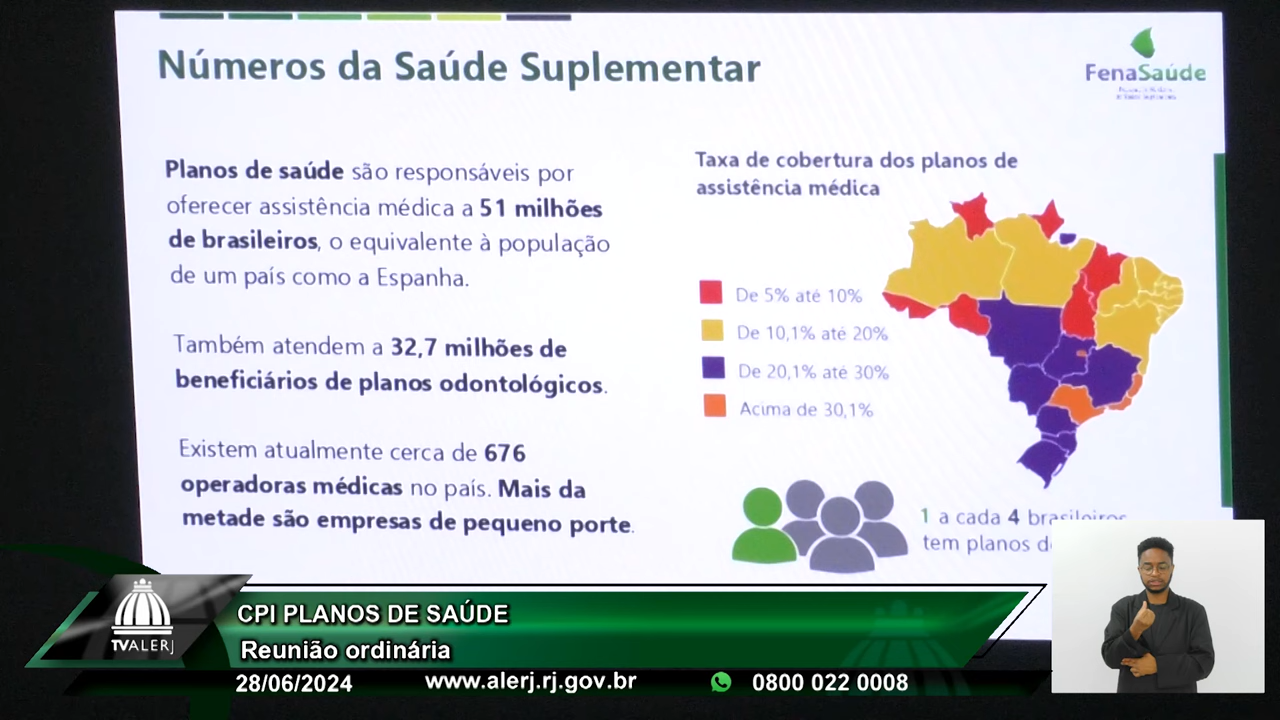 Números da Saúde Suplementar
FenaSaúde
Planos de saúde são responsáveis por
oferecer assistência médica a 51 milhões
de brasileiros, o equivalente à população
de um país como a Espanha.
Também atendem a 32,7 milhões de
beneficiários de planos odontológicos.
Existem atualmente cerca de 676
operadoras médicas no país. Mais da
metade são empresas de pequeno porte.
Taxa de cobertura dos planos de
assistência médica
De 5% até 10%
De 10,1% até 20%
De 20,1% até 30%
Acima de 30,1%
1 a cada 4 brasileiros
tem planos
TVALERJ
CPI PLANOS DE SAÚDE
Reunião ordinária
28/06/2024
www.alerj.rj.gov.br
0800 022 0008